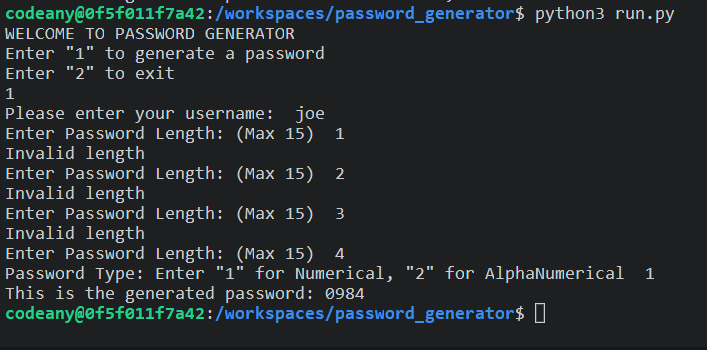 codeany@0f5f011f7a42:/workspaces/password_generator$ python3 run.py
WELCOME TO PASSWORD GENERATOR
Enter "1" to generate a password
Enter "2" to exit
1
Please enter your username:  joe
Enter Password Length: (Max 15)  1
Invalid length
Enter Password Length: (Max 15)  2
Invalid length
Enter Password Length: (Max 15)  3
Invalid length
Enter Password Length: (Max 15)  4
Password Type: Enter "1" for Numerical, "2" for AlphaNumerical  1
This is the generated password: 0984
codeany@0f5f011f7a42:/workspaces/password_generator$